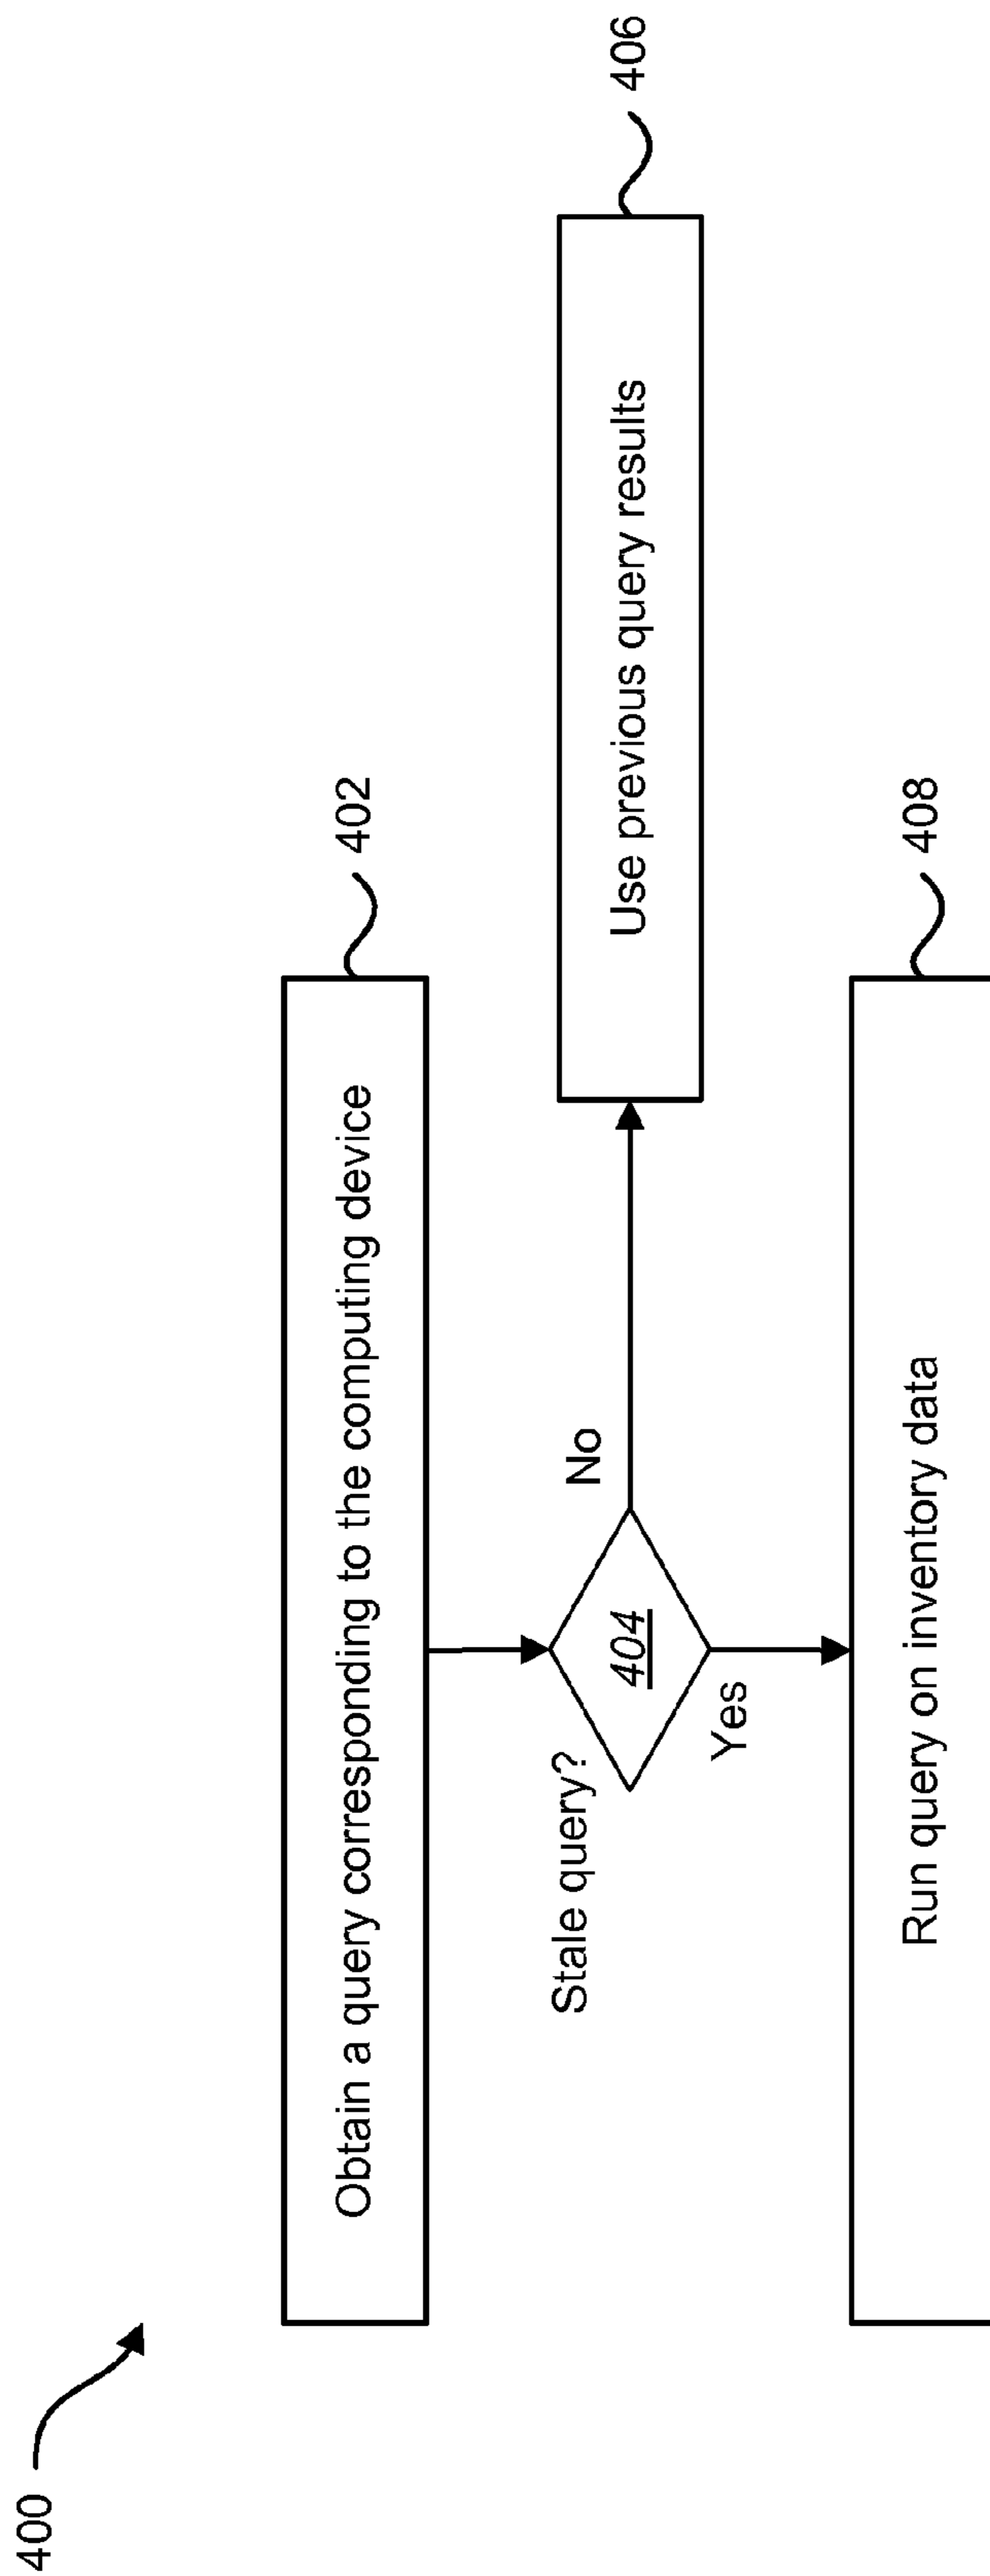 400
Obtain a query corresponding to the computing device
402
Stale query?
404
No
Use previous query results
406
Yes
Run query on inventory data
408